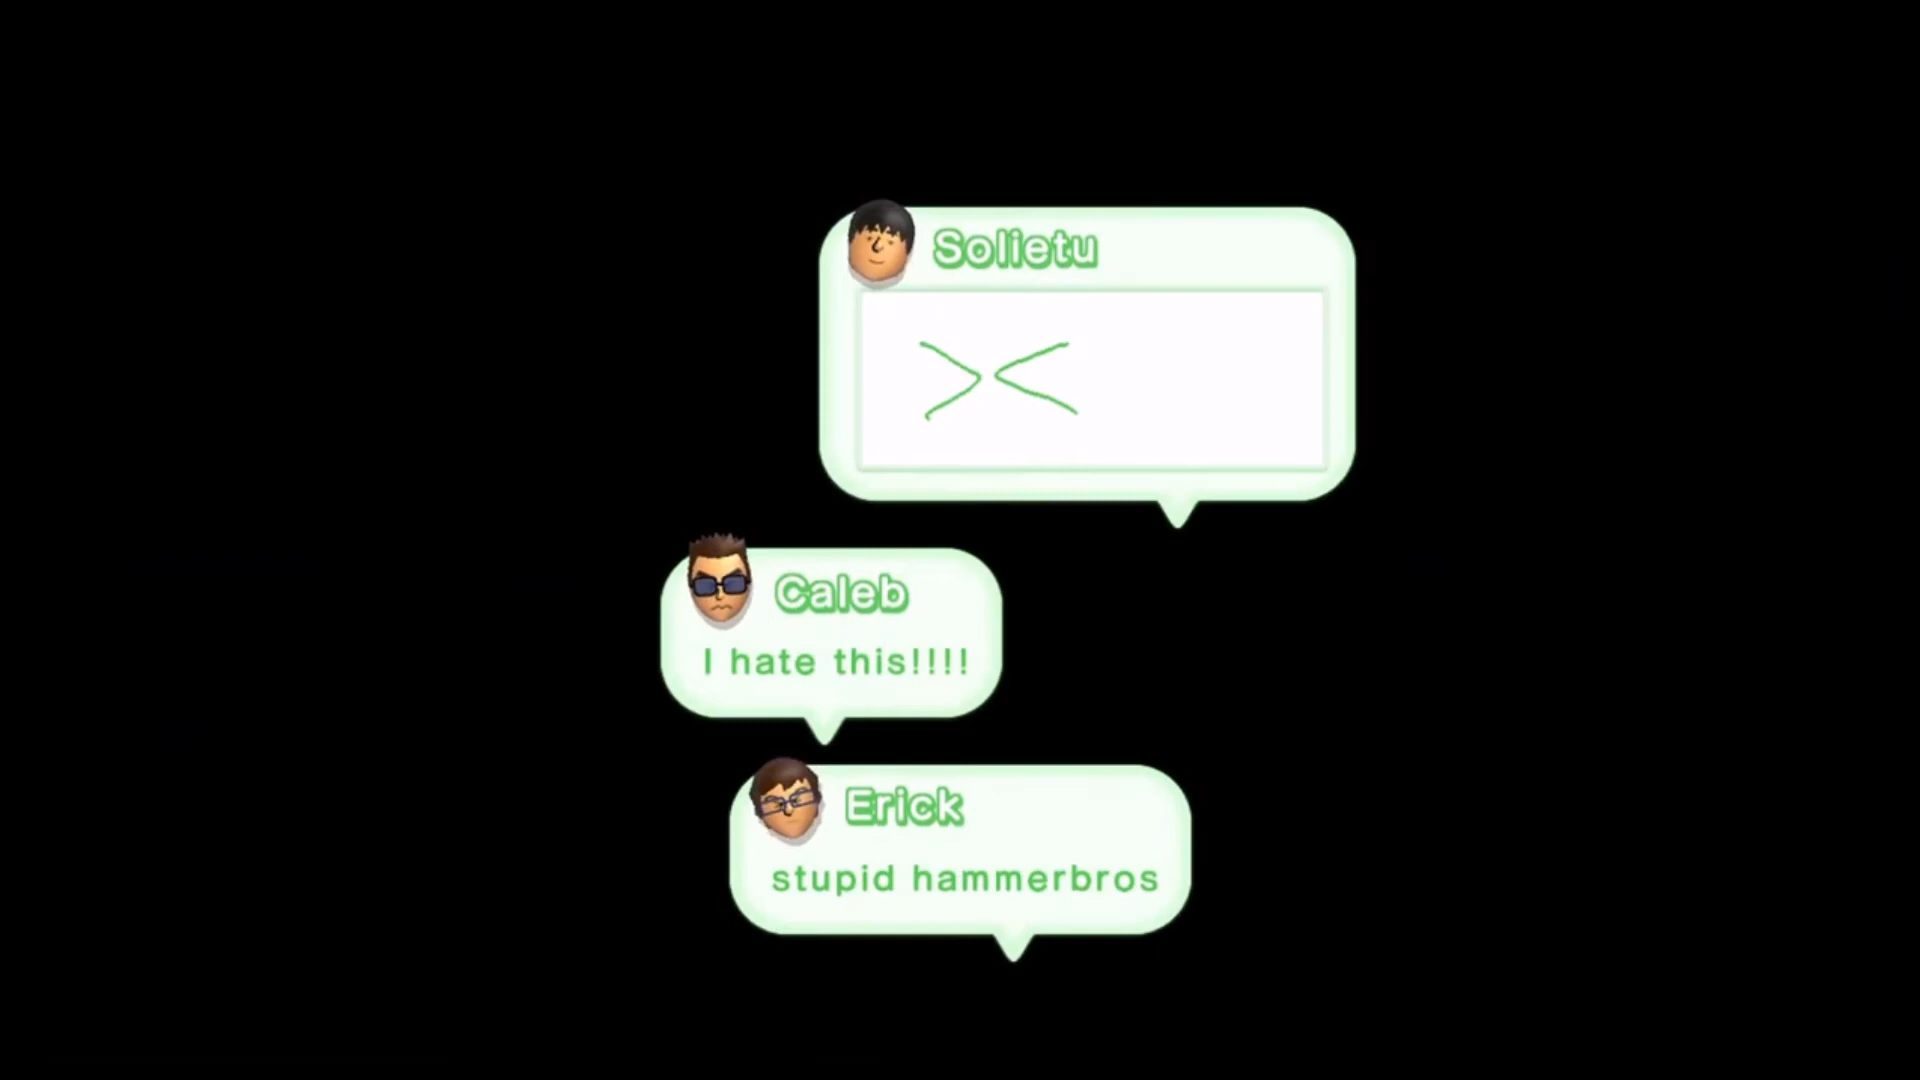 Solietu
> <
Caleb
I hate this!!!!
Erick
stupid hammerbros